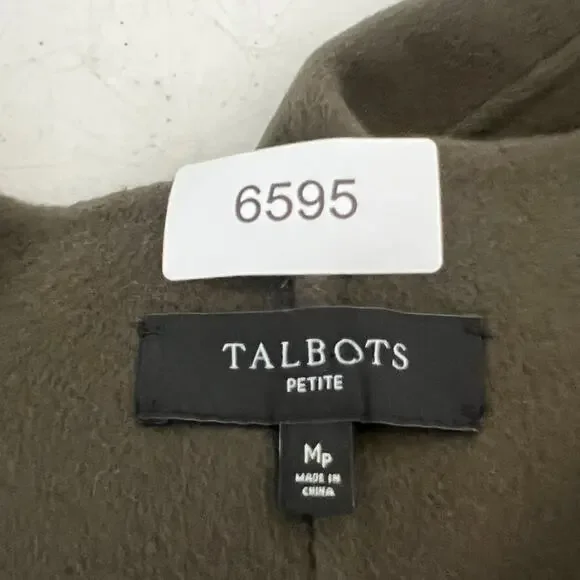 6595
TALBOTS
PETITE
MP
MADE IN
CHINA